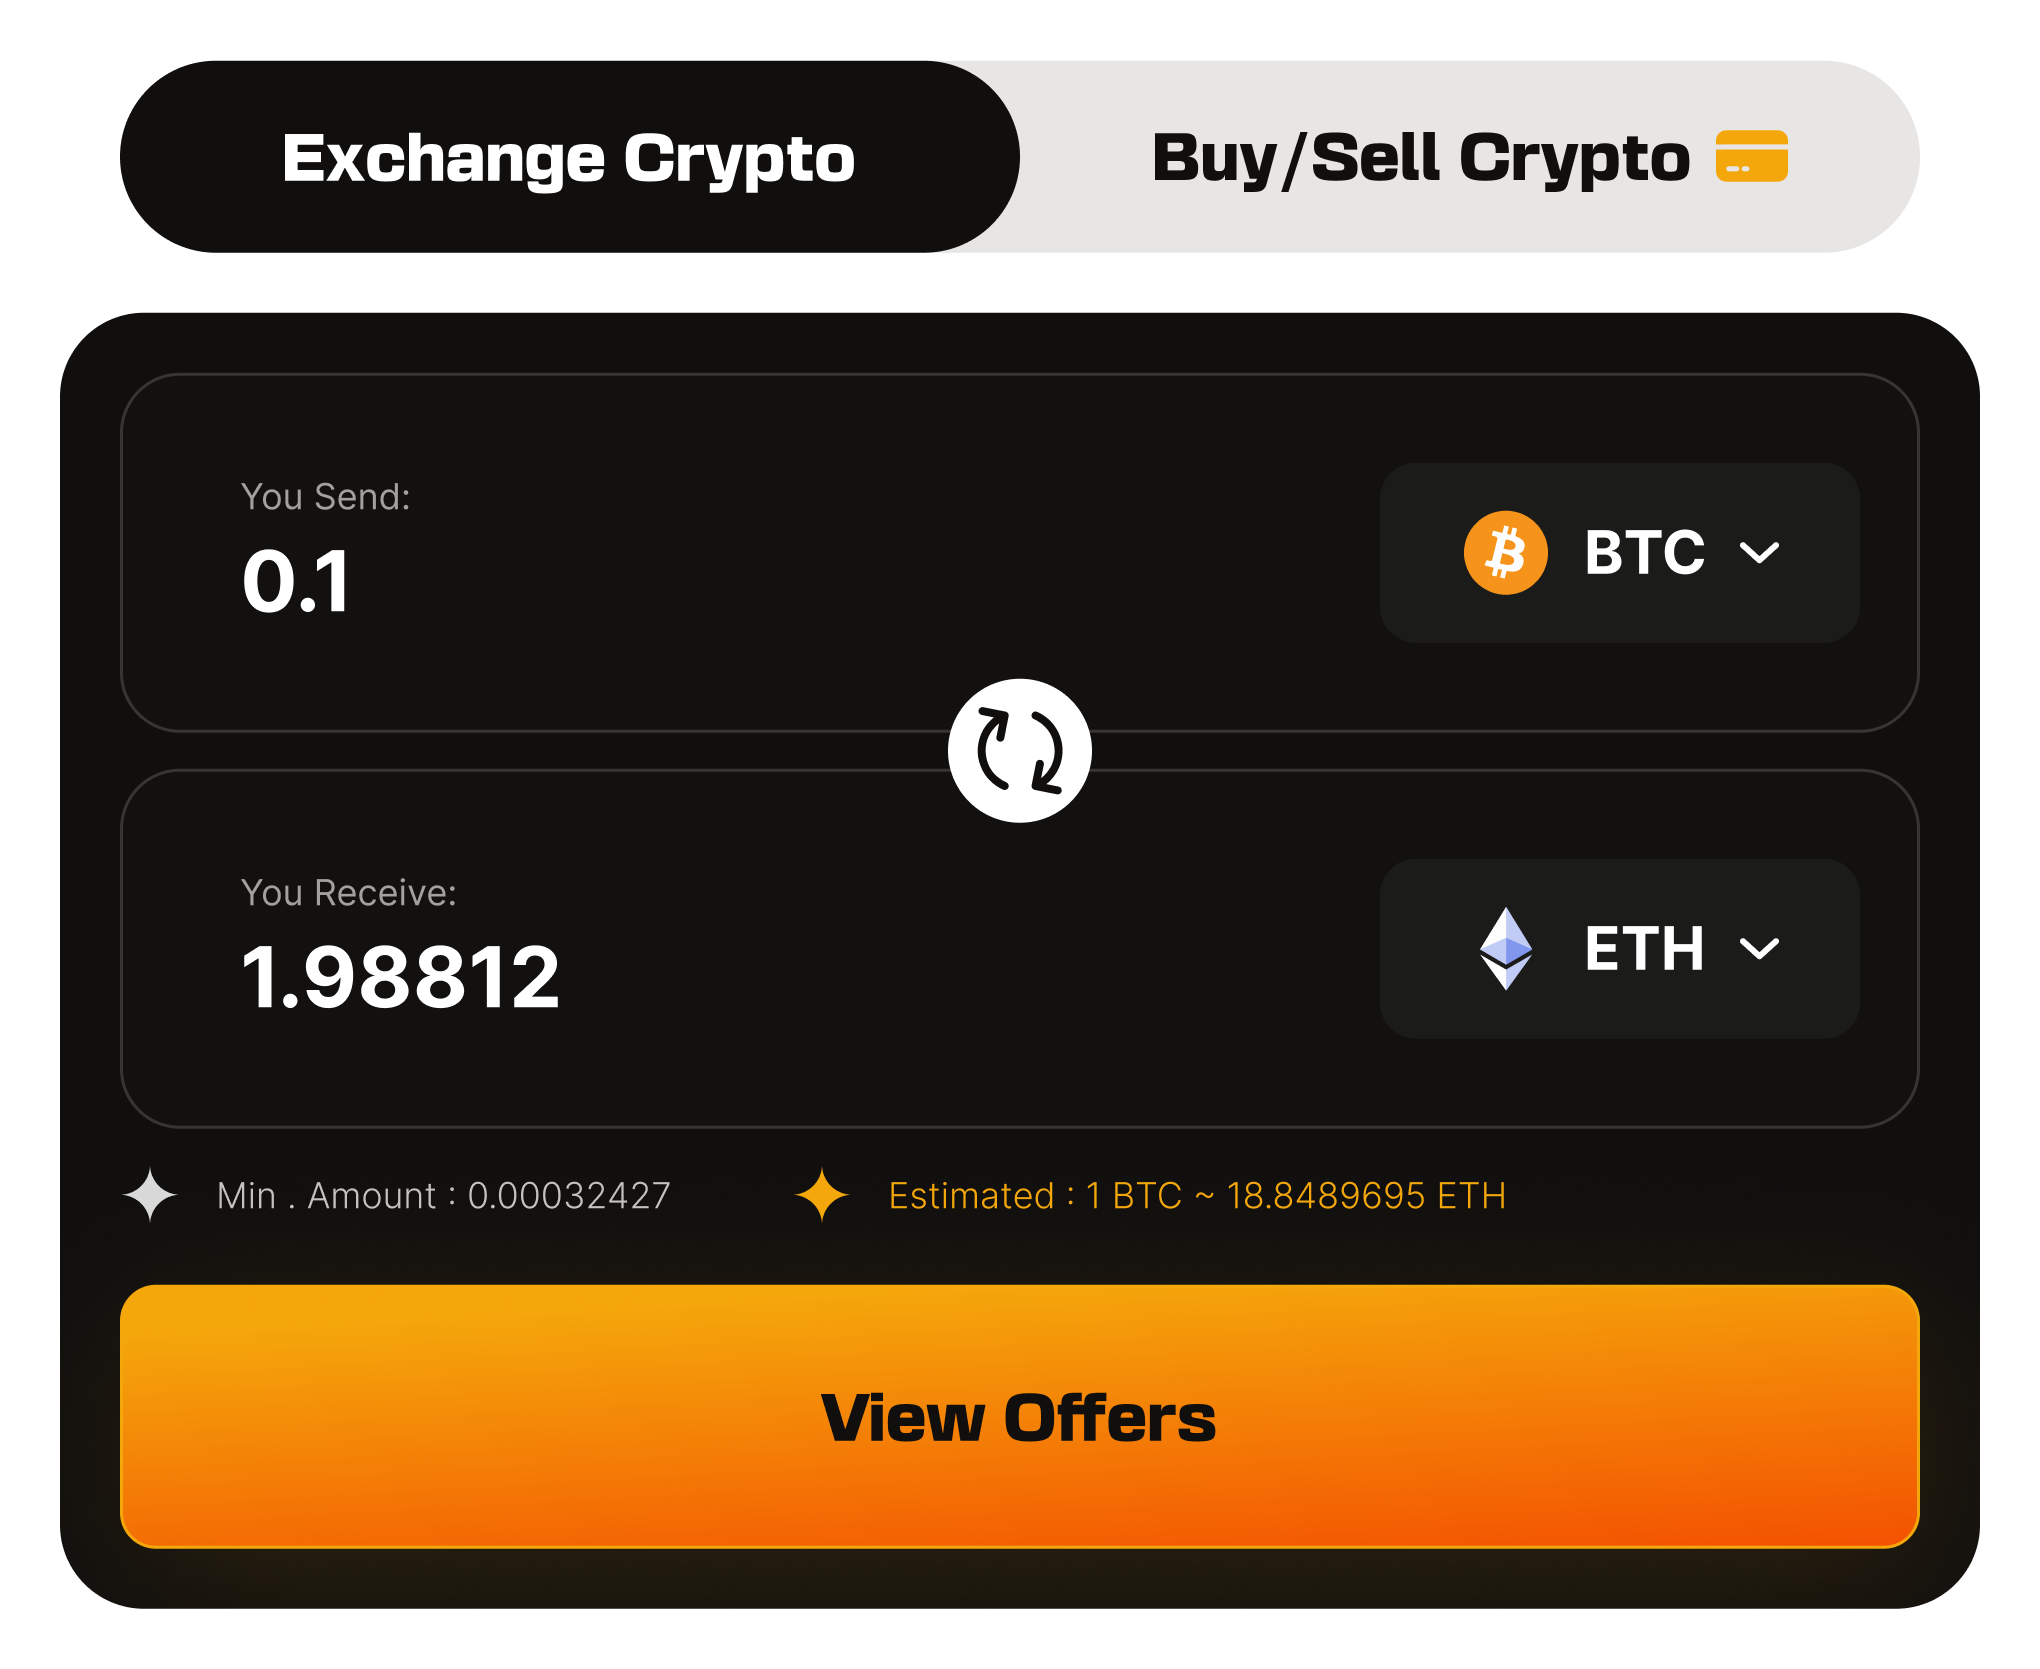 Exchange Crypto
Buy/Sell Crypto
You Send:
0.1
BTC
You Receive:
1.98812
ETH
Min . Amount : 0.00032427
Estimated : 1 BTC ~ 18.8489695 ETH
View Offers